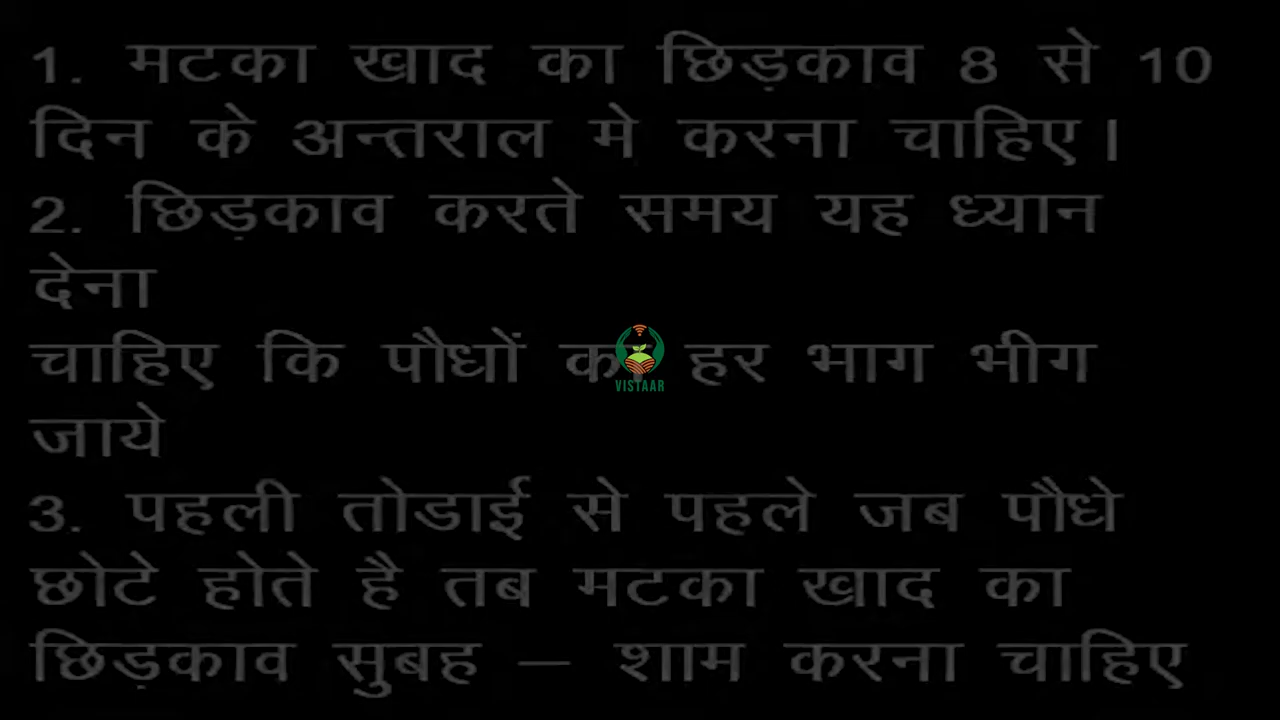 1. मटका खाद का छिड़काव 8 से 10
दिन के अन्तराल मे करना चाहिए।
2. छिड़काव करते समय यह ध्यान
देना
चाहिए कि पौधों का हर भाग भीग
जाये
VISTAAR
3. पहली तोडाई से पहले जब पौधे
छोटे होते है तब मटका खाद का
छिड़काव सुबह – शाम करना चाहिए